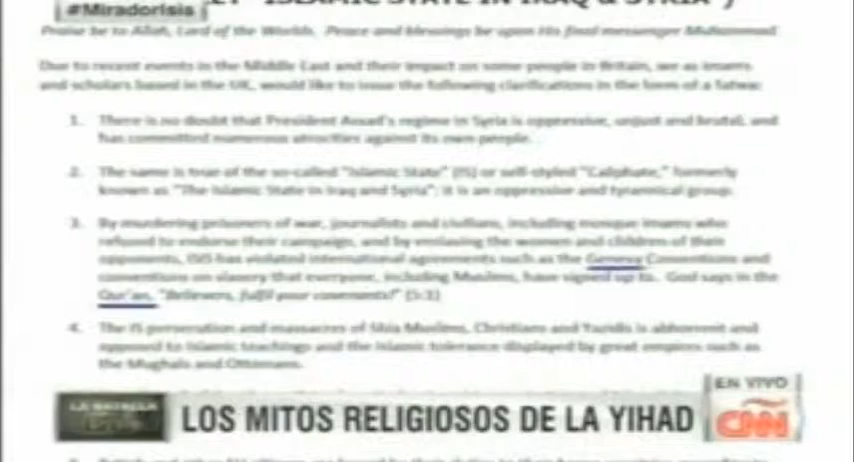 "ISLAMIC STATE IN IRAQ & SYRIA")
#MiradorIsis
Praise be to Allah, Lord of the Worlds. Peace and blessings be upon His final messenger Muhammad
Due to recent events in the Middle East and their impact on some people in Britain, we as imams
and scholars based in the UK, would like to issue the following clarifications in the form of a fatwa:
1. There is no doubt that President Assad's regime in Syria is oppressive, unjust and brutal, and
has committed numerous atrocities against its own people.
2. The same is true of the so-called "Islamic State" (IS) or self-styled "Caliphate," formerly
known as "The Islamic State in Iraq and Syria": it is an oppressive and tyrannical group.
3. By murdering prisoners of war, journalists and civilians, including mosque imams who
refused to endorse their campaign, and by enslaving the women and children of their
opponents, ISIS has violated international agreements such as the Geneva Conventions and
conventions on slavery that everyone, including Muslims, have signed up to. God says in the
Qur'an, "Believers, fulfil your covenants!" (5:1)
4. The IS persecution and massacres of Shia Muslims, Christians and Yazidis is abhorrent and
opposed to Islamic teachings and the Islamic tolerance displayed by great empires such as
the Mughals and Ottomans.
EN VIVO
LOS MITOS RELIGIOSOS DE LA YIHAD
CNN